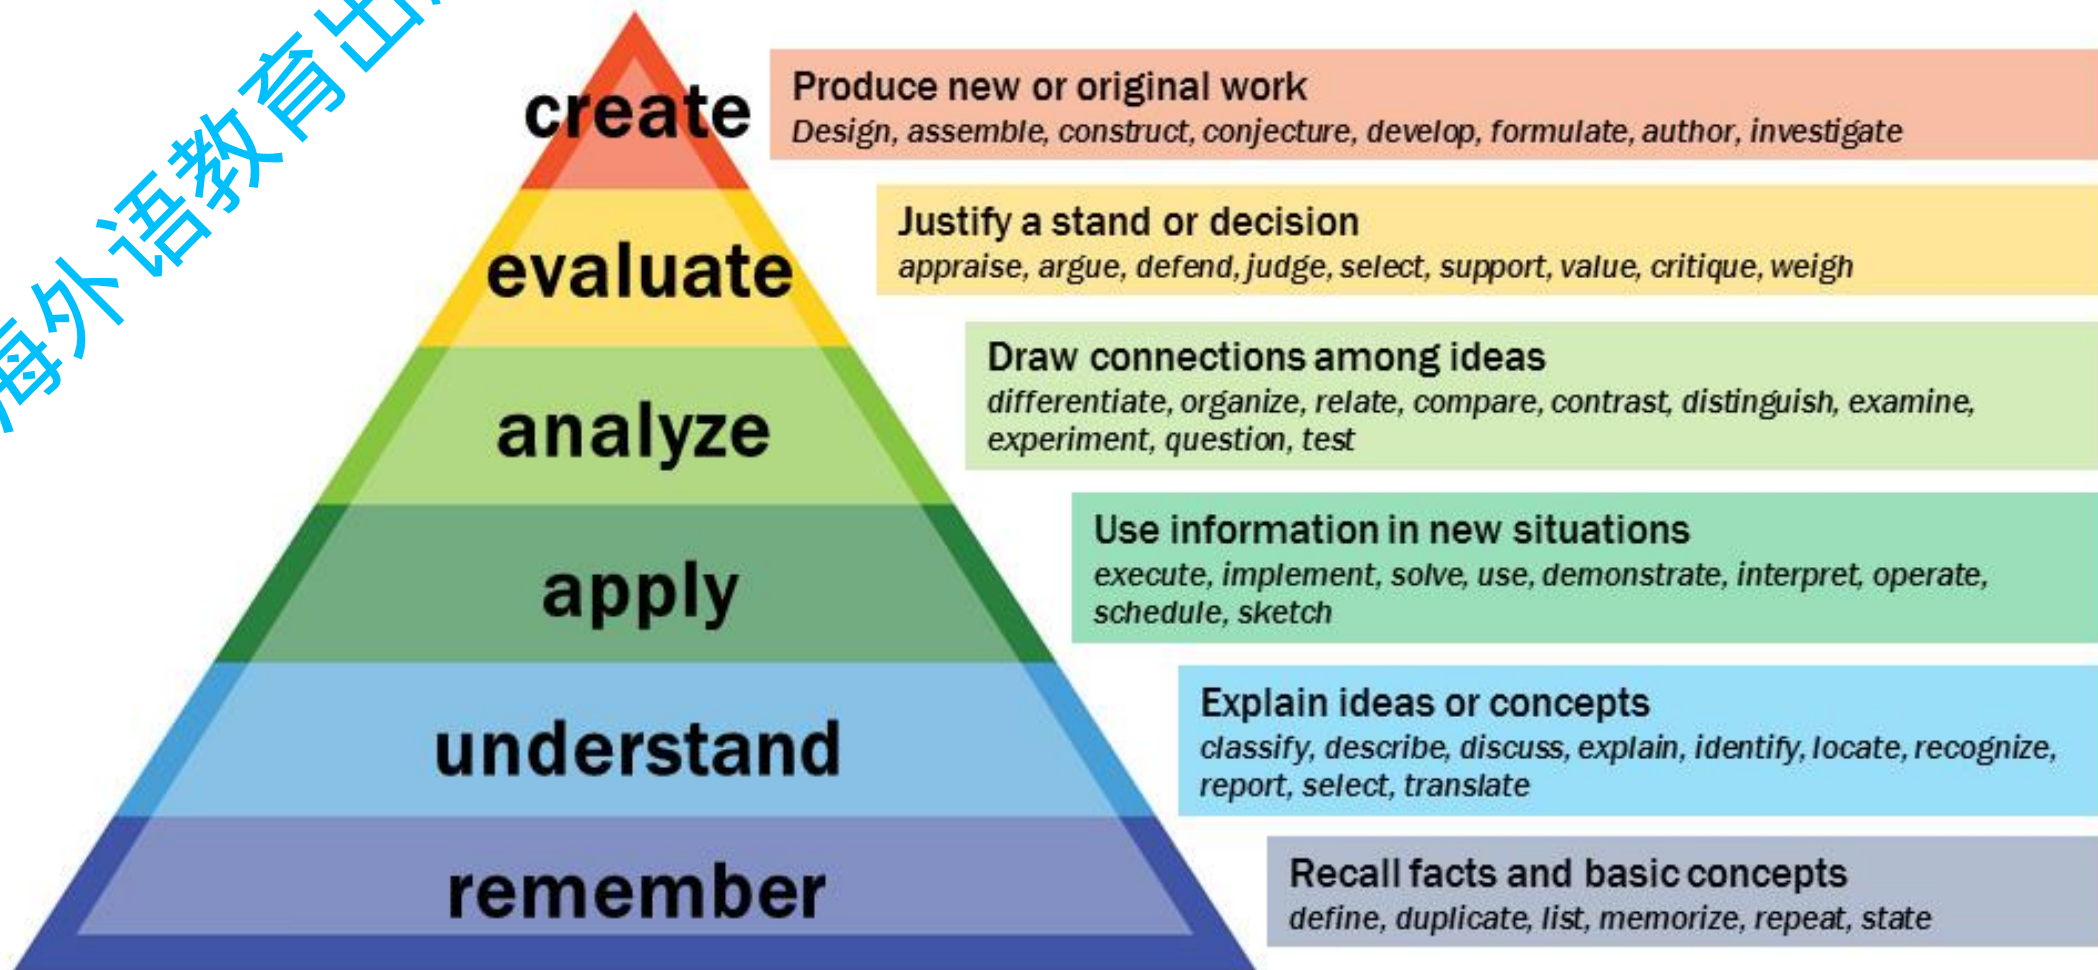 海外语教育出
create
Produce new or original work
Design, assemble, construct, conjecture, develop, formulate, author, investigate
evaluate
Justify a stand or decision
appraise, argue, defend, judge, select, support, value, critique, weigh
analyze
Draw connections among ideas
differentiate, organize, relate, compare, contrast, distinguish, examine,
experiment, question, test
apply
Use information in new situations
execute, implement, solve, use, demonstrate, interpret, operate,
schedule, sketch
understand
Explain ideas or concepts
classify, describe, discuss, explain, identify, locate, recognize,
report, select, translate
remember
Recall facts and basic concepts
define, duplicate, list, memorize, repeat, state